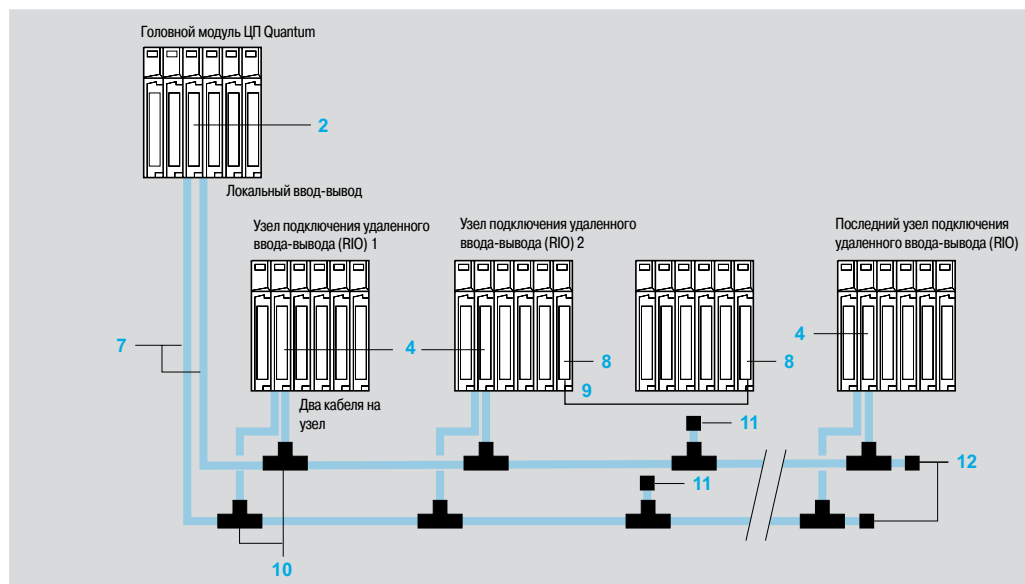 Головной модуль ЦП Quantum
2
Локальный ввод-вывод
Узел подключения удаленного
ввода-вывода (RIO) 1
Узел подключения удаленного
ввода-вывода (RIO) 2
Последний узел подключения
удаленного ввода-вывода (RIO)
7
4
8
8
4
9
Два кабеля на
узел
11
11
12
10